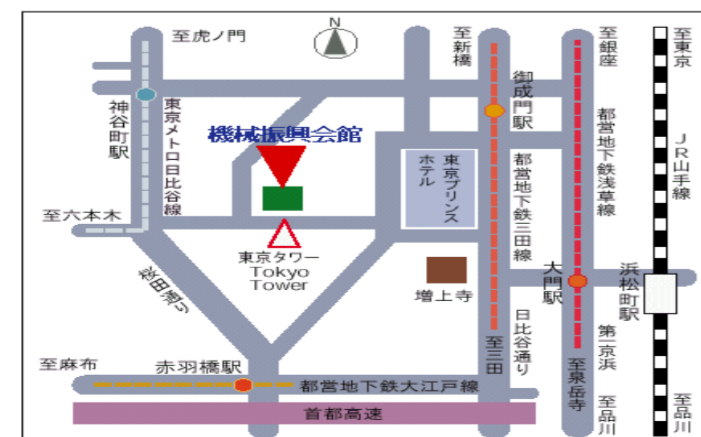 至虎ノ門
N
至新橋
至銀座
至東京
神谷町駅
東京メトロ日比谷線
機械振興会館
御成門駅
都営地下鉄浅草線
JR山手線
東京プリンス
ホテル
都営地下鉄三田線
至六本木
東京タワー
Tokyo
Tower
増上寺
大門駅
浜松町駅
桜田通り
日比谷通り
第一京浜
至三田
至麻布
赤羽橋駅
都営地下鉄大江戸線
至泉岳寺
至品川
至品川
首都高速